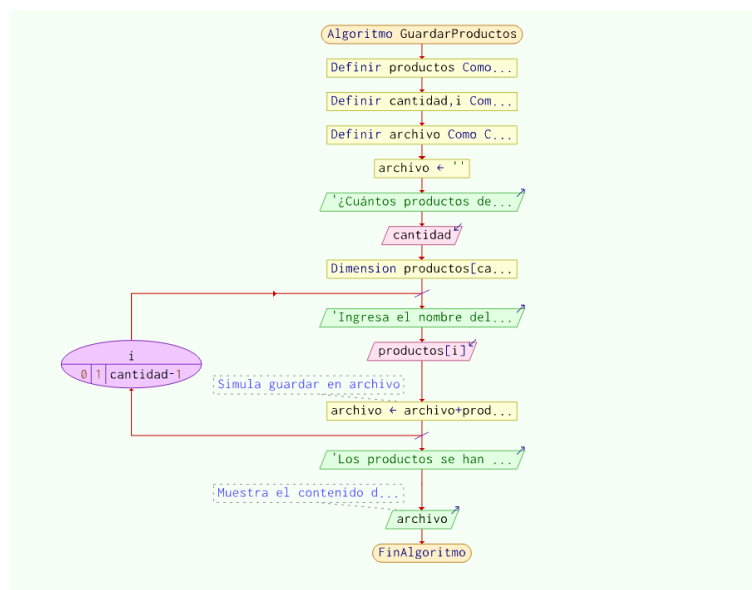 Algoritmo GuardarProductos
Definir productos Como...
Definir cantidad,i Com...
Definir archivo Como C...
archivo ← ''
'¿Cuántos productos de...
cantidad
Dimension productos[ca...
'Ingresa el nombre del...
productos[i]
i
0 1 cantidad-1
Simula guardar en archivo
archivo ← archivo+prod...
'Los productos se han ...
Muestra el contenido d...
archivo
FinAlgoritmo